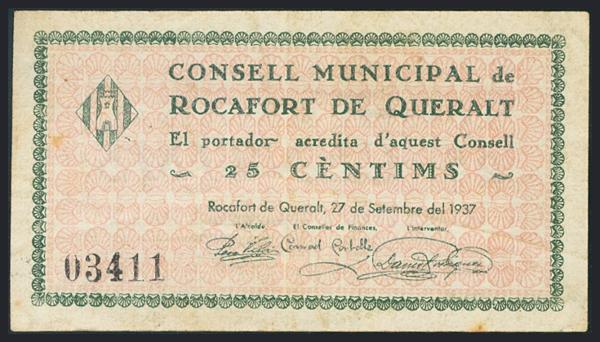 CONSELL MUNICIPAL de
ROCAFORT DE QUERALT
El portador acredita d'aquest Consell
25 CÈNTIMS
Rocafort de Queralt, 27 de Setembre del 1937
L'Alcalde, El Conseller de Finances, L'Interventor,
03411